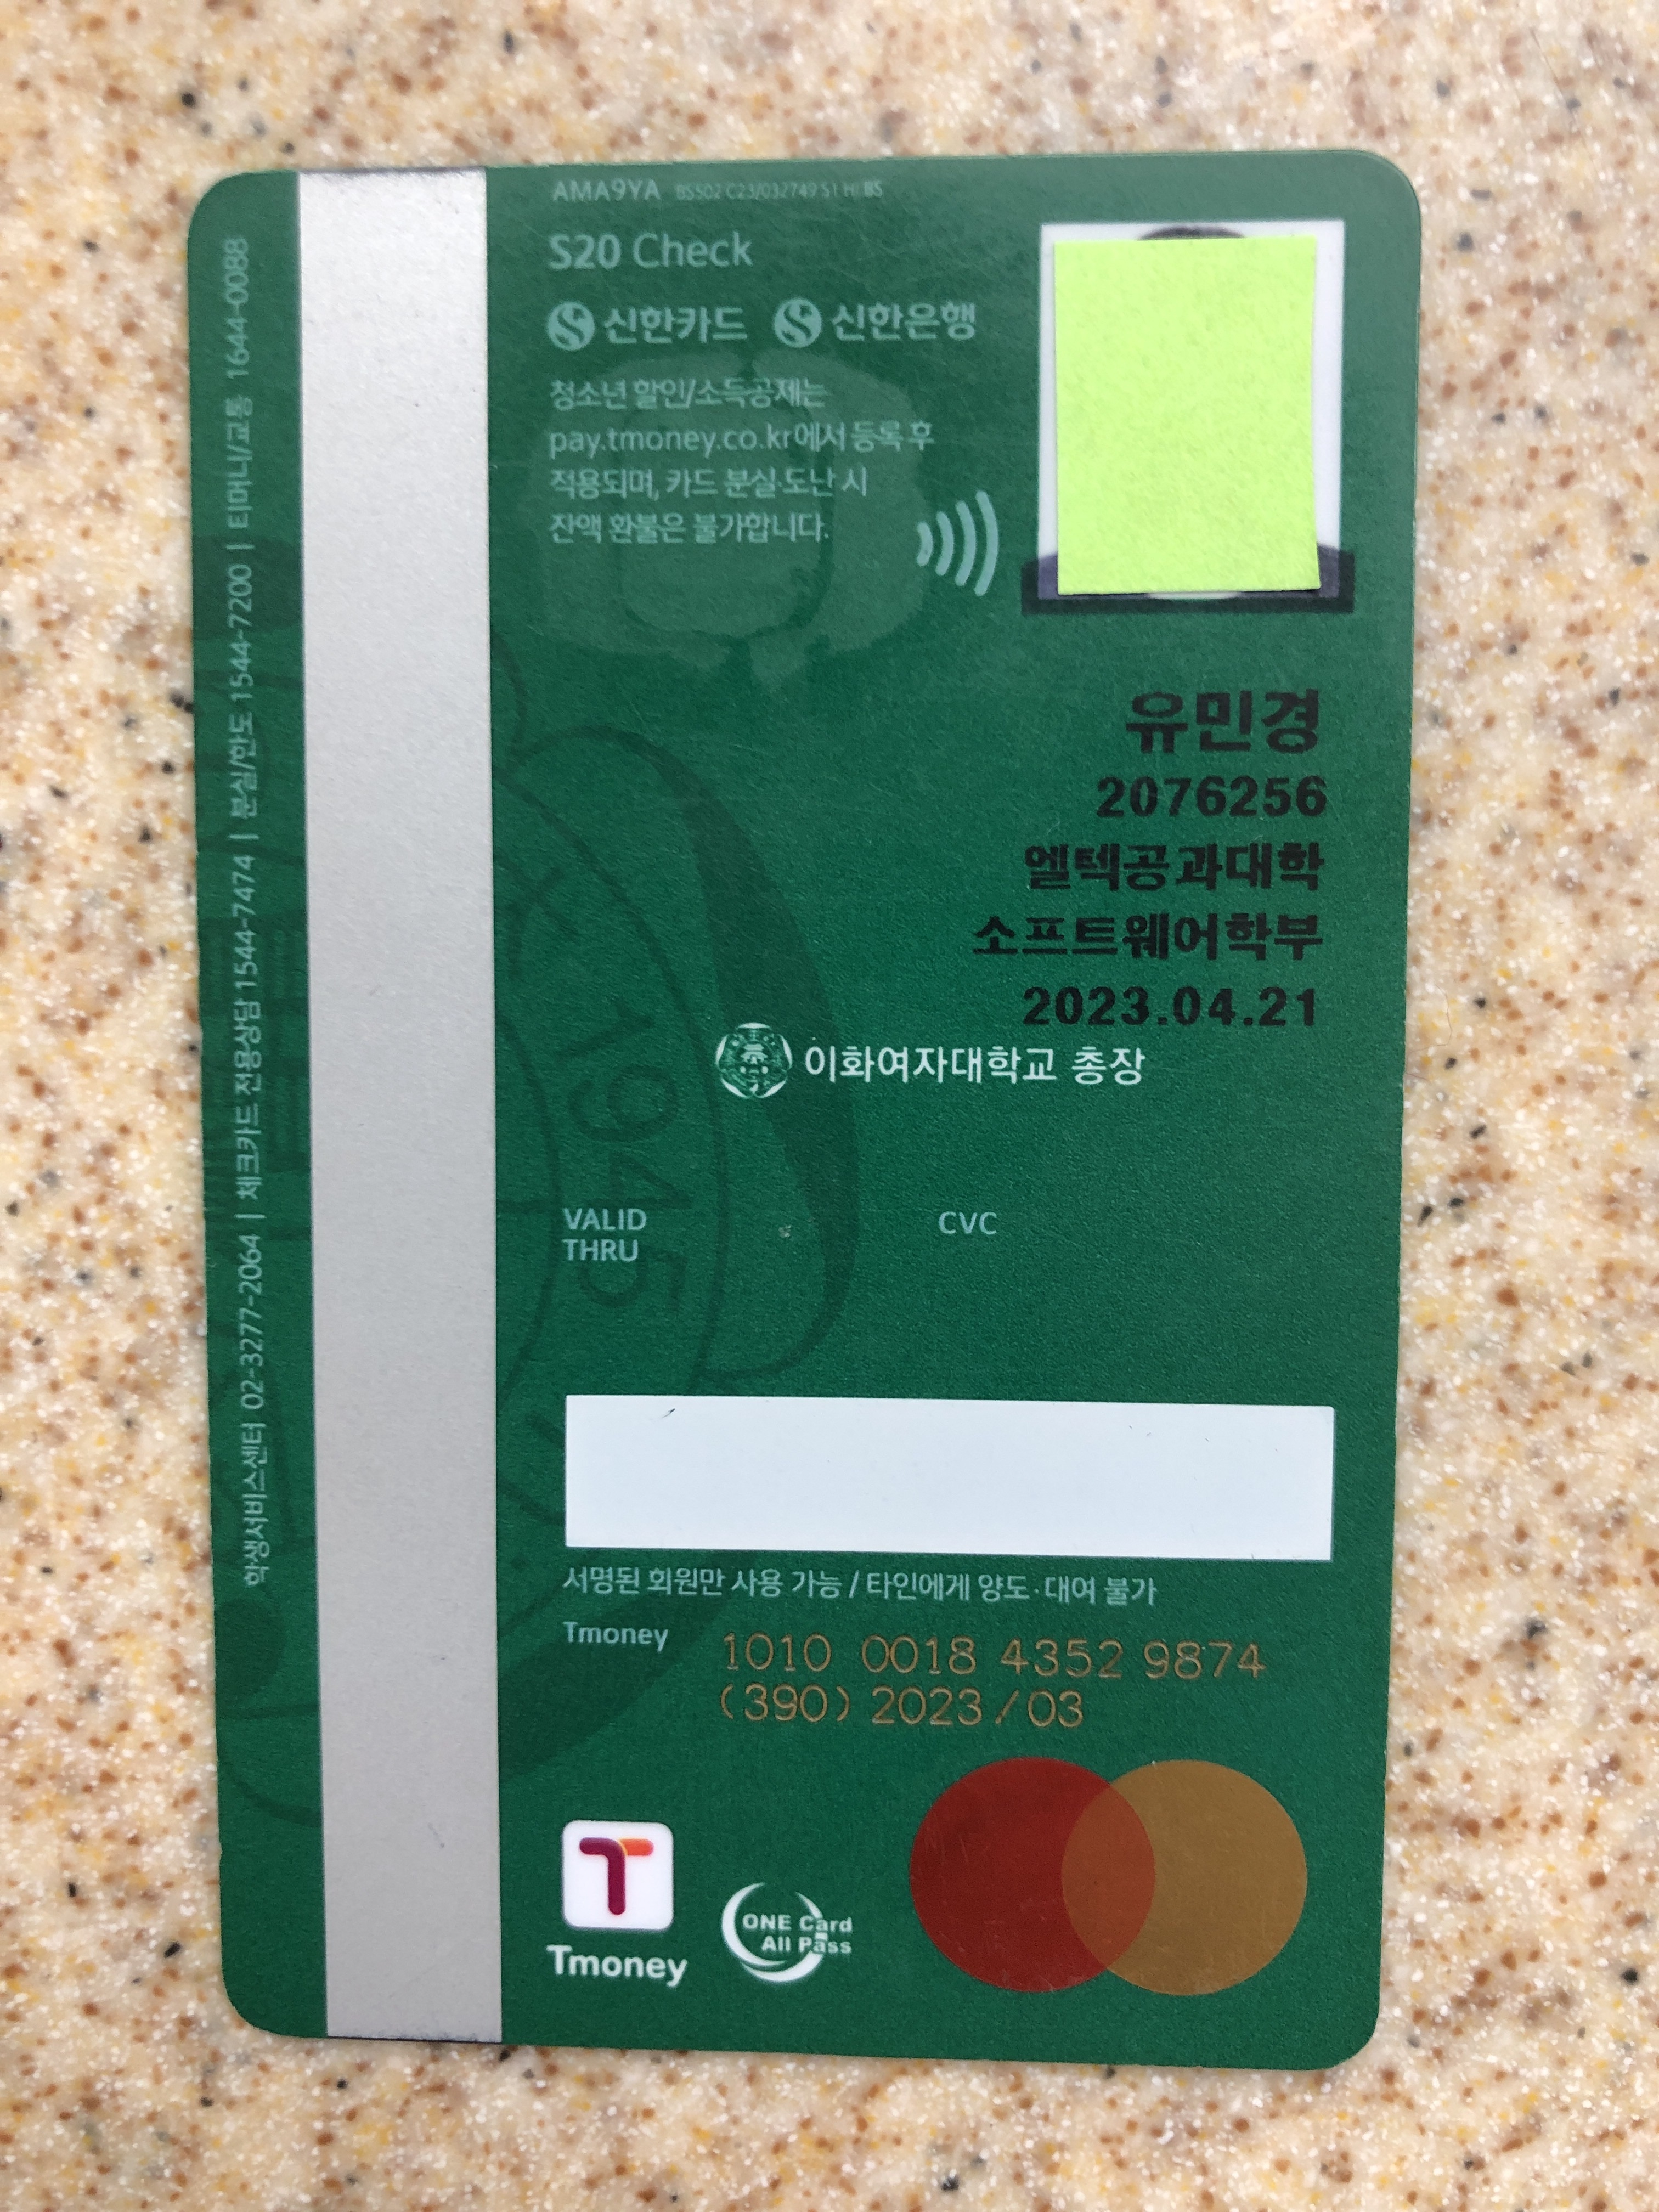 AMA9YA BS502 C23/032749 S1 HI BS
S20 Check
신한카드 신한은행
청소년 할인/소득공제는
pay.tmoney.co.kr에서 등록 후
적용되며, 카드 분실·도난 시
잔액 환불은 불가합니다.
유민경
2076256
엘텍공과대학
소프트웨어학부
2023.04.21
이화여자대학교 총장
1945
VALID
THRU
CVC
서명된 회원만 사용 가능 / 타인에게 양도·대여 불가
Tmoney
1010 0018 4352 9874
(390) 2023/03
Tmoney
ONE Card
All Pass
학생서비스센터 02-3277-2064 | 체크카드 전용상담 1544-7474 | 분실/한도 1544-7200 | 티머니/교통 1644-0088